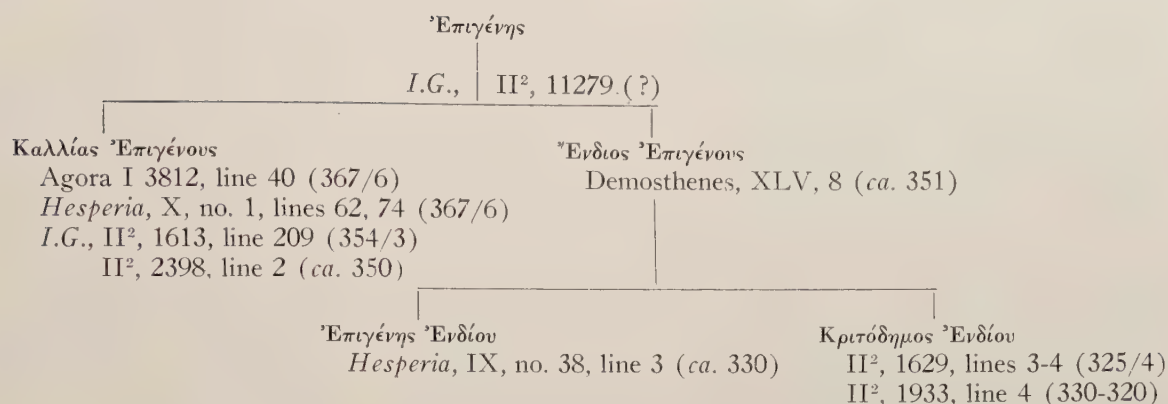 Ἐπιγένης
I.G., II², 11279.(?)
Καλλίας Ἐπιγένους
Agora I 3812, line 40 (367/6)
Hesperia, X, no. 1, lines 62, 74 (367/6)
I.G., II², 1613, line 209 (354/3)
II², 2398, line 2 (ca. 350)
Ἔνδιος Ἐπιγένους
Demosthenes, XLV, 8 (ca. 351)
Ἐπιγένης Ἐνδίου
Hesperia, IX, no. 38, line 3 (ca. 330)
Κριτόδημος Ἐνδίου
II², 1629, lines 3-4 (325/4)
II², 1933, line 4 (330-320)